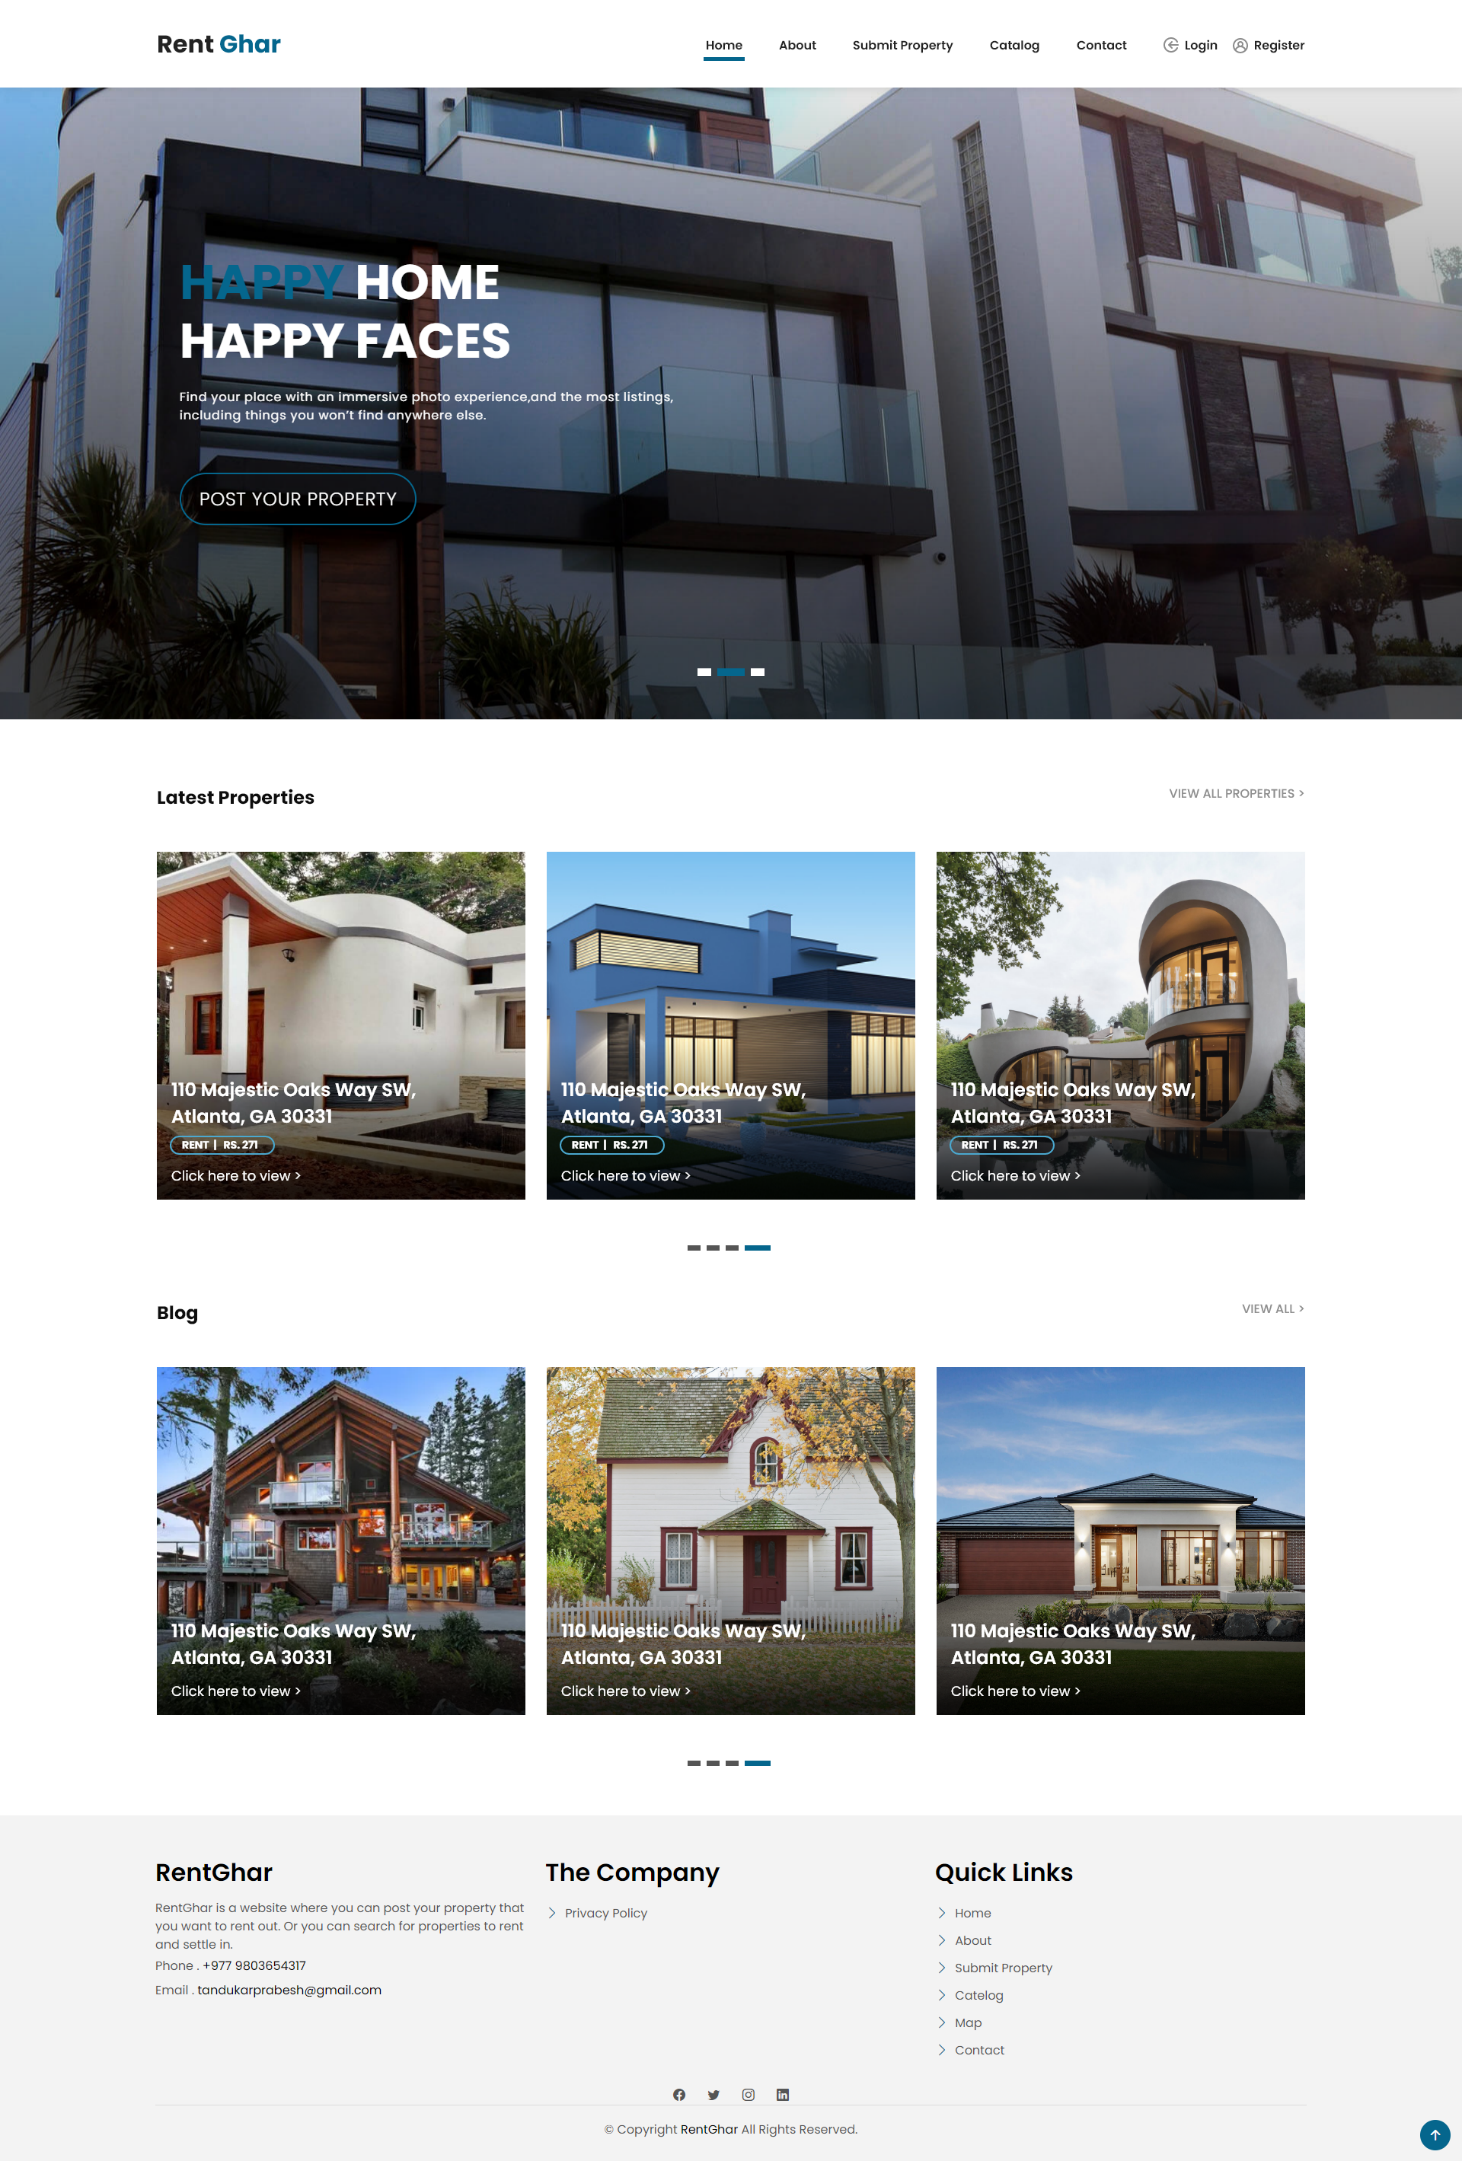 Rent Ghar
Home About Submit Property Catalog Contact Login Register
HAPPY HOME
HAPPY FACES
Find your place with an immersive photo experience,and the most listings,
including things you won't find anywhere else.
POST YOUR PROPERTY
Latest Properties
VIEW ALL PROPERTIES >
110 Majestic Oaks Way SW,
Atlanta, GA 30331
RENT | RS. 271
Click here to view >
110 Majestic Oaks Way SW,
Atlanta, GA 30331
RENT | RS. 271
Click here to view >
110 Majestic Oaks Way SW,
Atlanta, GA 30331
RENT | RS. 271
Click here to view >
Blog
VIEW ALL >
110 Majestic Oaks Way SW,
Atlanta, GA 30331
Click here to view >
110 Majestic Oaks Way SW,
Atlanta, GA 30331
Click here to view >
110 Majestic Oaks Way SW,
Atlanta, GA 30331
Click here to view >
RentGhar
RentGhar is a website where you can post your property that
you want to rent out. Or you can search for properties to rent
and settle in.
Phone . +977 9803654317
Email . tandukarprabesh@gmail.com
The Company
Privacy Policy
Quick Links
Home
About
Submit Property
Catelog
Map
Contact
© Copyright RentGhar All Rights Reserved.